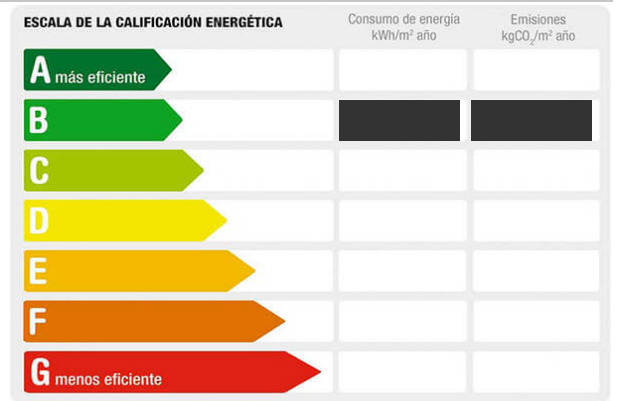 ESCALA DE LA CALIFICACIÓN ENERGÉTICA
Consumo de energía
kWh/m² año
Emisiones
kgCO₂/m² año
A más eficiente
B
C
D
E
F
G menos eficiente